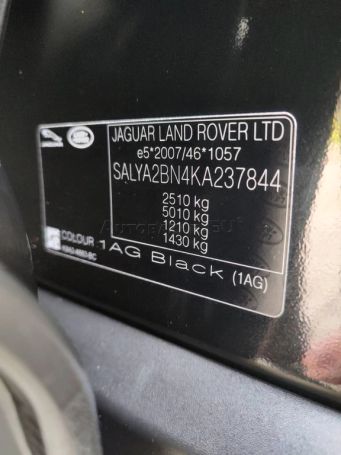 JAGUAR LAND ROVER LTD
e5*2007/46*1057
SALYA2BN4KA237844
2510 kg
5010 kg
1210 kg
1430 kg
COLOUR 1AG Black (1AG)